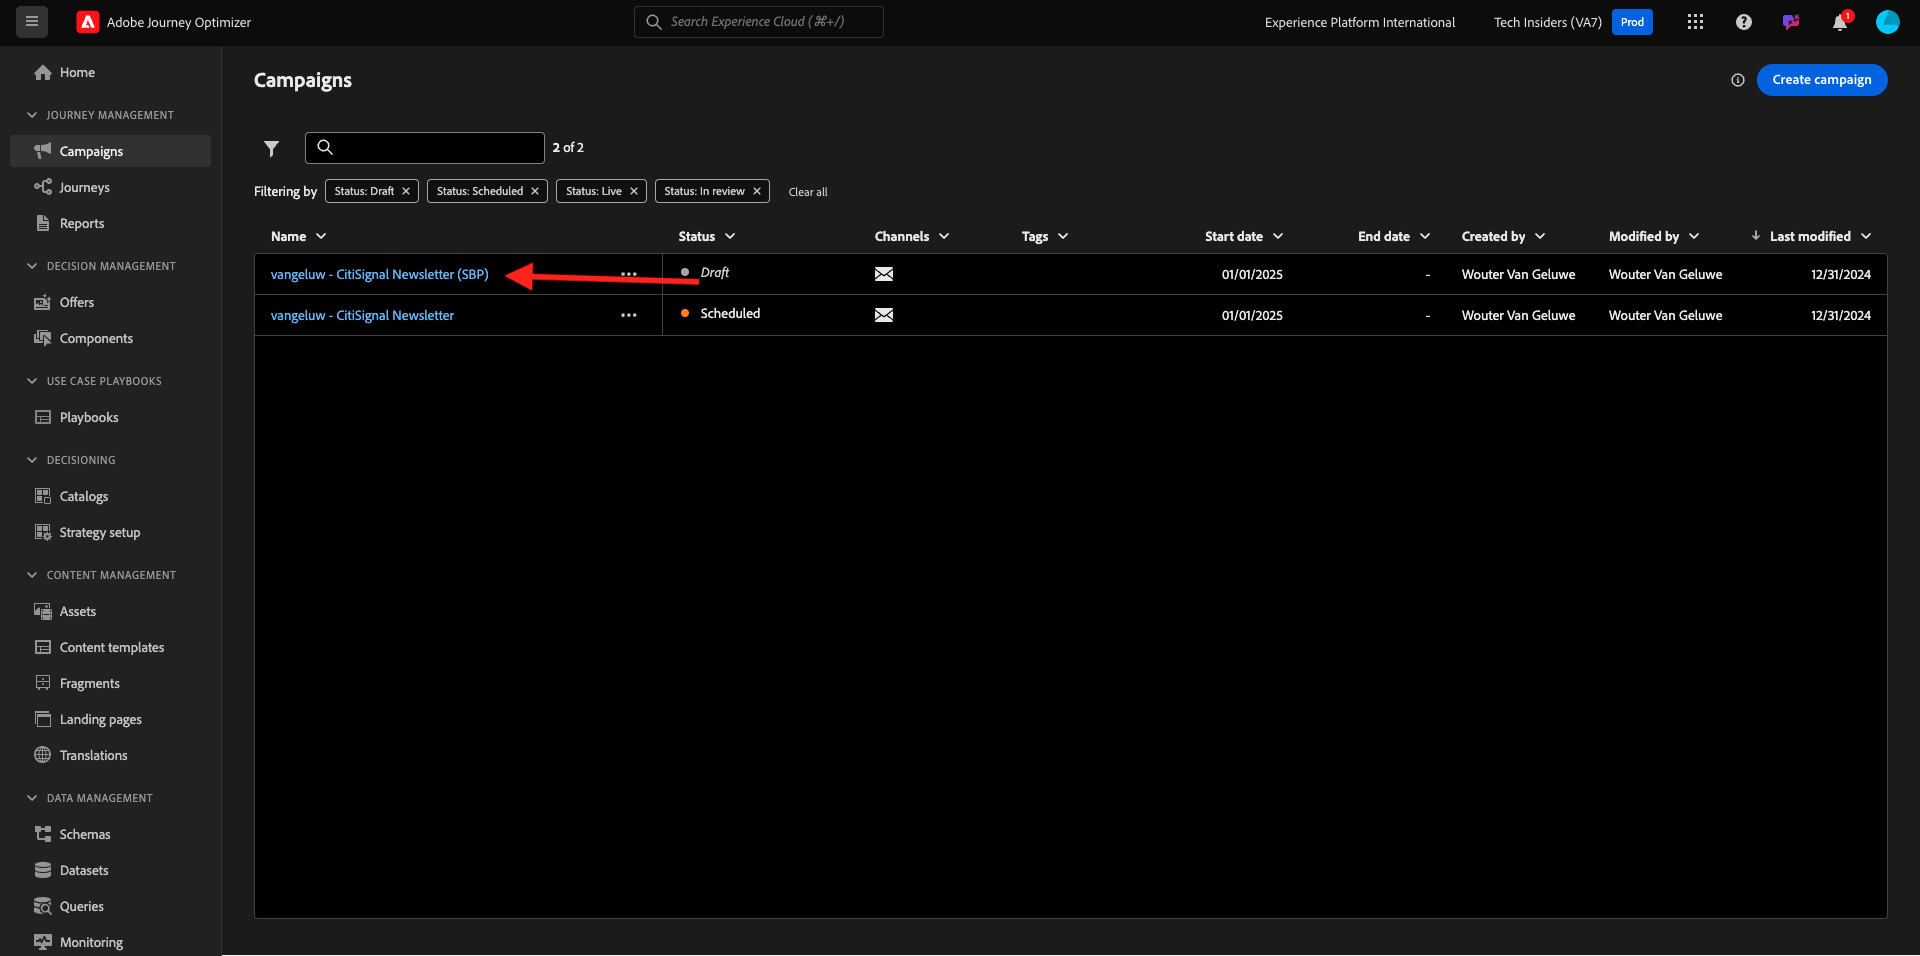 Adobe Journey Optimizer
Search Experience Cloud (⌘+/)
Experience Platform International
Tech Insiders (VA7)
Prod
1
Home
JOURNEY MANAGEMENT
Campaigns
Journeys
Reports
DECISION MANAGEMENT
Offers
Components
USE CASE PLAYBOOKS
Playbooks
DECISIONING
Catalogs
Strategy setup
CONTENT MANAGEMENT
Assets
Content templates
Fragments
Landing pages
Translations
DATA MANAGEMENT
Schemas
Datasets
Queries
Monitoring
Campaigns
Create campaign
2 of 2
Filtering by Status: Draft Status: Scheduled Status: Live Status: In review Clear all
Name Status Channels Tags Start date End date Created by Modified by Last modified
vangeluw - CitiSignal Newsletter (SBP) ••• Draft 01/01/2025 - Wouter Van Geluwe Wouter Van Geluwe 12/31/2024
vangeluw - CitiSignal Newsletter ••• Scheduled 01/01/2025 - Wouter Van Geluwe Wouter Van Geluwe 12/31/2024